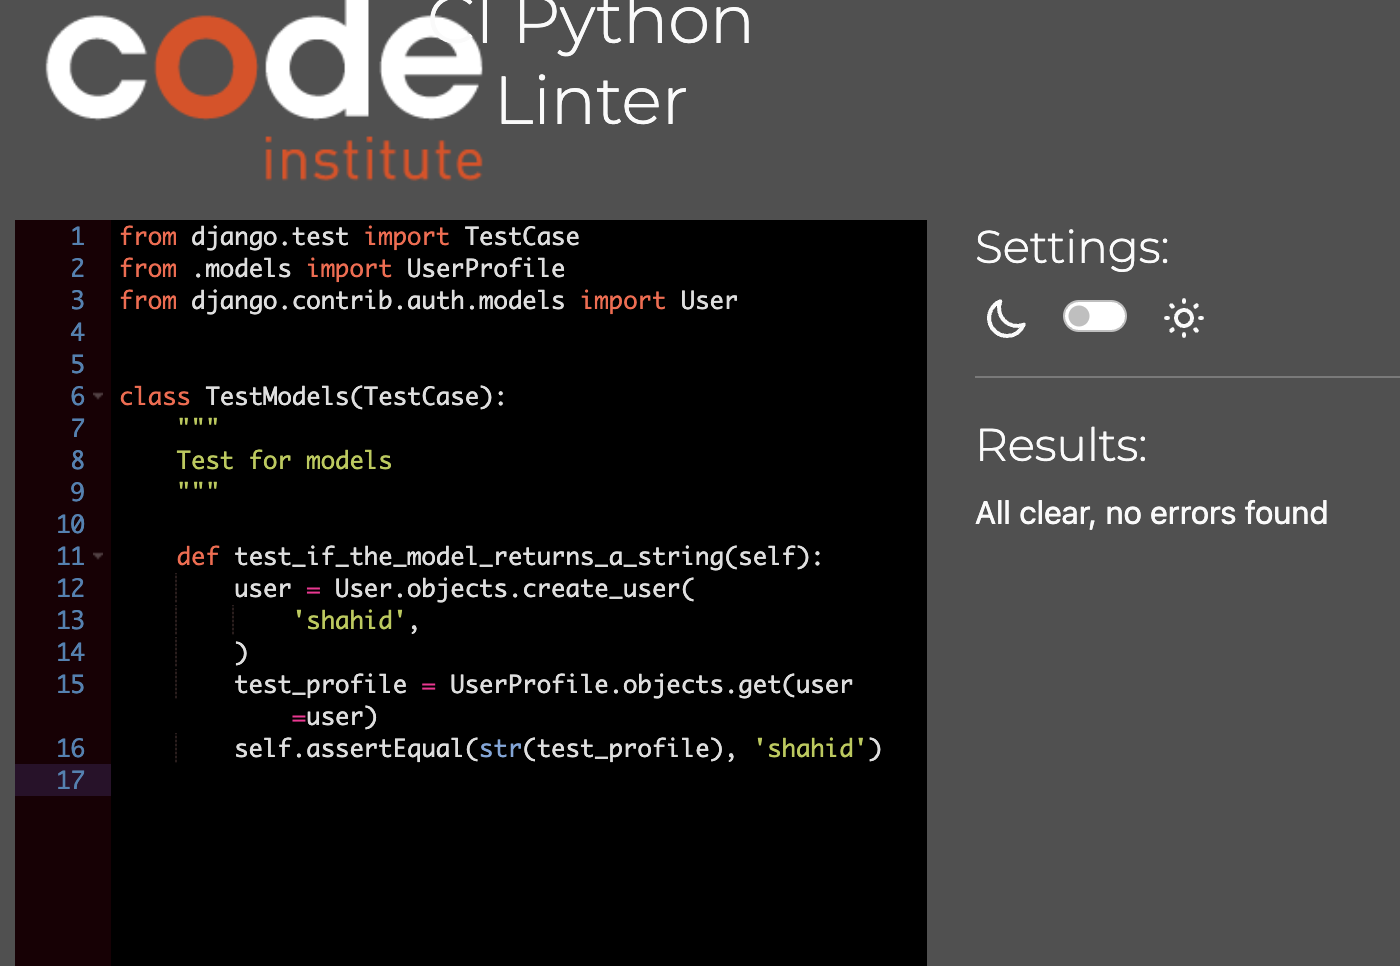 code
institute
CI Python
Linter
1 from django.test import TestCase
2 from .models import UserProfile
3 from django.contrib.auth.models import User
4
5
6 class TestModels(TestCase):
7 """
8 Test for models
9 """
10
11 def test_if_the_model_returns_a_string(self):
12 user = User.objects.create_user(
13 'shahid',
14 )
15 test_profile = UserProfile.objects.get(user
=user)
16 self.assertEqual(str(test_profile), 'shahid')
17
Settings:
Results:
All clear, no errors found